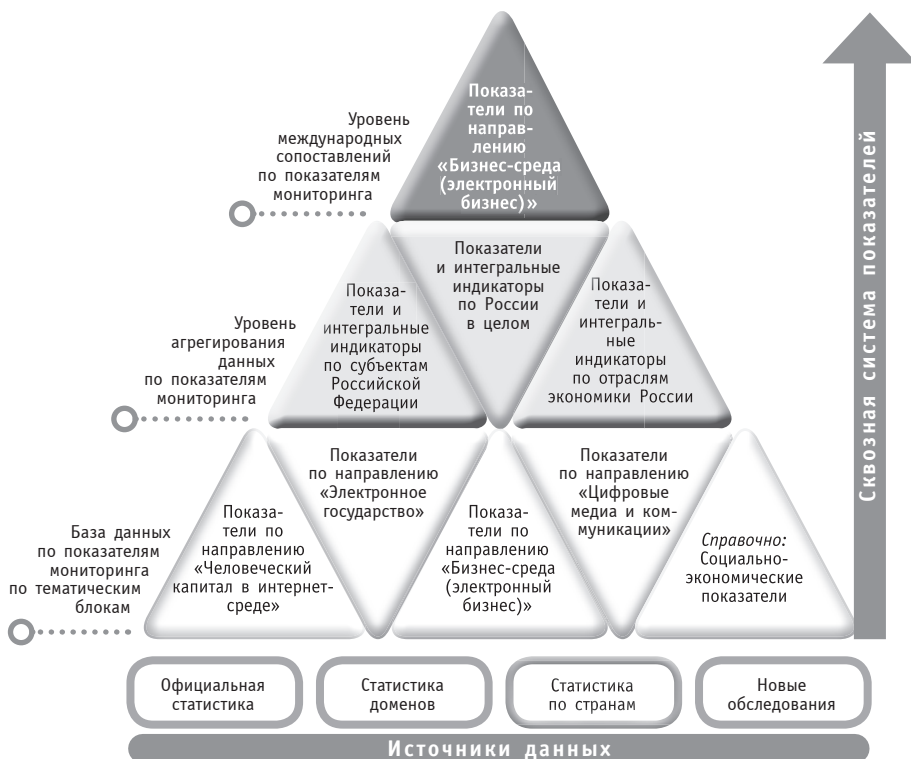 Показа-
тели по
направ-
лению
«Бизнес-среда
(электронный
бизнес)»
Уровень
международных
сопоставлений
по показателям
мониторинга
Показатели
и интегральные
индикаторы
по России
в целом
Показа-
тели и
интегральные
индикаторы
по субъектам
Российской
Федерации
Показа-
тели и
интеграль-
ные
индикаторы
по отраслям
экономики России
Уровень
агрегирования
данных
по показателям
мониторинга
Показатели
по направлению
«Электронное
государство»
Показатели
по направлению
«Цифровые
медиа и ком-
муникации»
Показа-
тели по
направлению
«Человеческий
капитал в интернет-
среде»
Показа-
тели по
направлению
«Бизнес-среда
(электронный
бизнес)»
Справочно:
Социально-
экономические
показатели
База данных
по показателям
мониторинга
по тематическим
блокам
Сквозная система показателей
Официальная
статистика
Статистика
доменов
Статистика
по странам
Новые
обследования
Источники данных